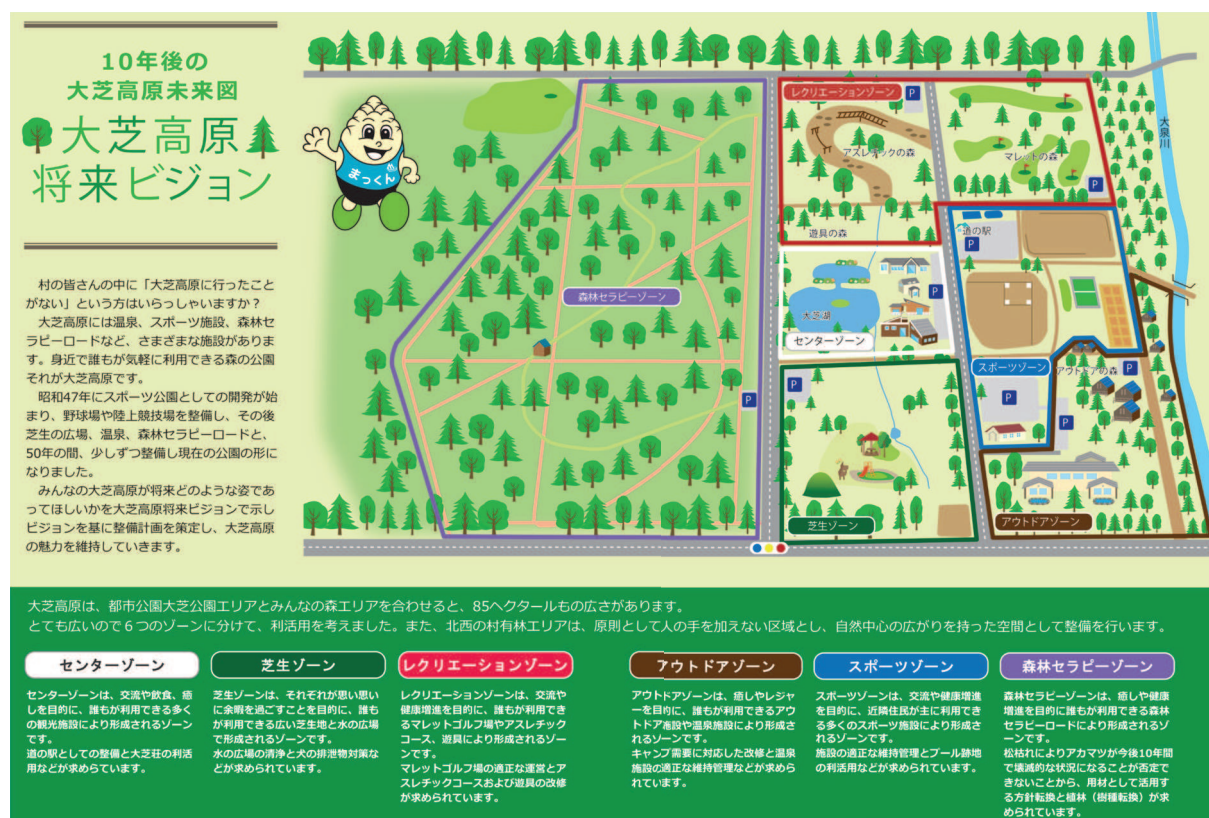 10年後の
大芝高原未来図
大芝高原
将来ビジョン
村の皆さんの中に「大芝高原に行ったこと
がない」という方はいらっしゃいますか？
大芝高原には温泉、スポーツ施設、森林セ
ラピーロードなど、さまざまな施設がありま
す。身近で誰もが気軽に利用できる森の公園
それが大芝高原です。
昭和47年にスポーツ公園としての開発が始
まり、野球場や陸上競技場を整備し、その後
芝生の広場、温泉、森林セラピーロードと、
50年の間、少しずつ整備し現在の公園の形に
なりました。
みんなの大芝高原が将来どのような姿であ
ってほしいかを大芝高原将来ビジョンで示し
ビジョンを基に整備計画を策定し、大芝高原
の魅力を維持していきます。
まっくん
レクリエーションゾーン
P
アスレチックの森
マレットの森
P
大泉川
遊具の森
道の駅
P
森林セラピーゾーン
大芝湖
P
センターゾーン
スポーツゾーン
アウトドアの森
P
P
P
P
P
芝生ゾーン
アウトドアゾーン
大芝高原は、都市公園大芝公園エリアとみんなの森エリアを合わせると、85ヘクタールもの広さがあります。
とても広いので６つのゾーンに分けて、利活用を考えました。また、北西の村有林エリアは、原則として人の手を加えない区域とし、自然中心の広がりを持った空間として整備を行います。
センターゾーン
センターゾーンは、交流や飲食、癒
しを目的に、誰もが利用できる多く
の観光施設により形成されるゾーン
です。
道の駅としての整備と大芝荘の利活
用などが求められています。
芝生ゾーン
芝生ゾーンは、それぞれが思い思い
に余暇を過ごすことを目的に、誰も
が利用できる広い芝生地と水の広場
で形成されるゾーンです。
水の広場の清浄と犬の排泄物対策な
どが求められています。
レクリエーションゾーン
レクリエーションゾーンは、交流や
健康増進を目的に、誰もが利用でき
るマレットゴルフ場やアスレチック
コース、遊具により形成されるゾー
ンです。
マレットゴルフ場の適正な運営とア
スレチックコースおよび遊具の改修
が求められています。
アウトドアゾーン
アウトドアゾーンは、癒しやレジャ
ーを目的に、誰もが利用できるアウ
トドア施設や温泉施設により形成さ
れるゾーンです。
キャンプ需要に対応した改修と温泉
施設の適正な維持管理などが求めら
れています。
スポーツゾーン
スポーツゾーンは、交流や健康増進
を目的に、近隣住民が主に利用でき
る多くのスポーツ施設により形成さ
れるゾーンです。
施設の適正な維持管理とプール跡地
の利活用などが求められています。
森林セラピーゾーン
森林セラピーゾーンは、癒しや健康
増進を目的に誰もが利用できる森林
セラピーロードにより形成されるゾ
ーンです。
松枯れによりアカマツが今後10年間
で壊滅的な状況になることが否定で
きないことから、用材として活用す
る方針転換と植林（樹種転換）が求
められています。